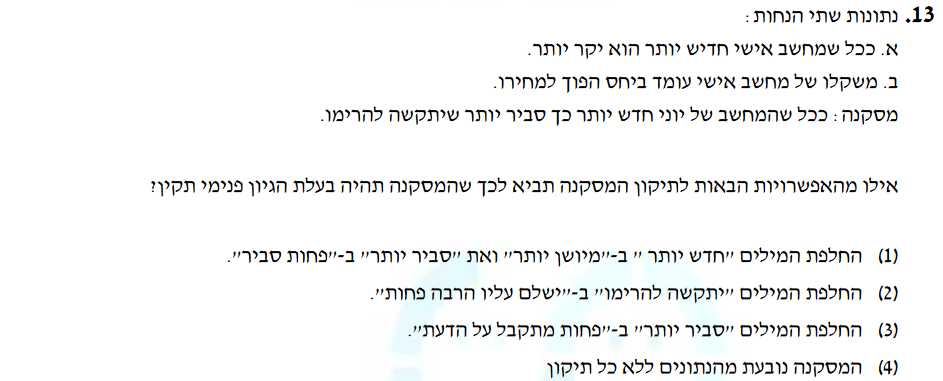 13. נתונות שתי הנחות:
א. ככל שמחשב אישי חדיש יותר הוא יקר יותר.
ב. משקלו של מחשב אישי עומד ביחס הפוך למחירו.
מסקנה: ככל שהמחשב של יוני חדש יותר כך סביר יותר שיתקשה להרימו.
אילו מהאפשרויות הבאות לתיקון המסקנה תביא לכך שהמסקנה תהיה בעלת הגיון פנימי תקין?
(1) החלפת המילים ״חדש יותר ״ ב-״מיושן יותר״ ואת ״סביר יותר״ ב-״פחות סביר״.
(2) החלפת המילים ״יתקשה להרימו״ ב-״ישלם עליו הרבה פחות״.
(3) החלפת המילים ״סביר יותר״ ב-״פחות מתקבל על הדעת״.
(4) המסקנה נובעת מהנתונים ללא כל תיקון